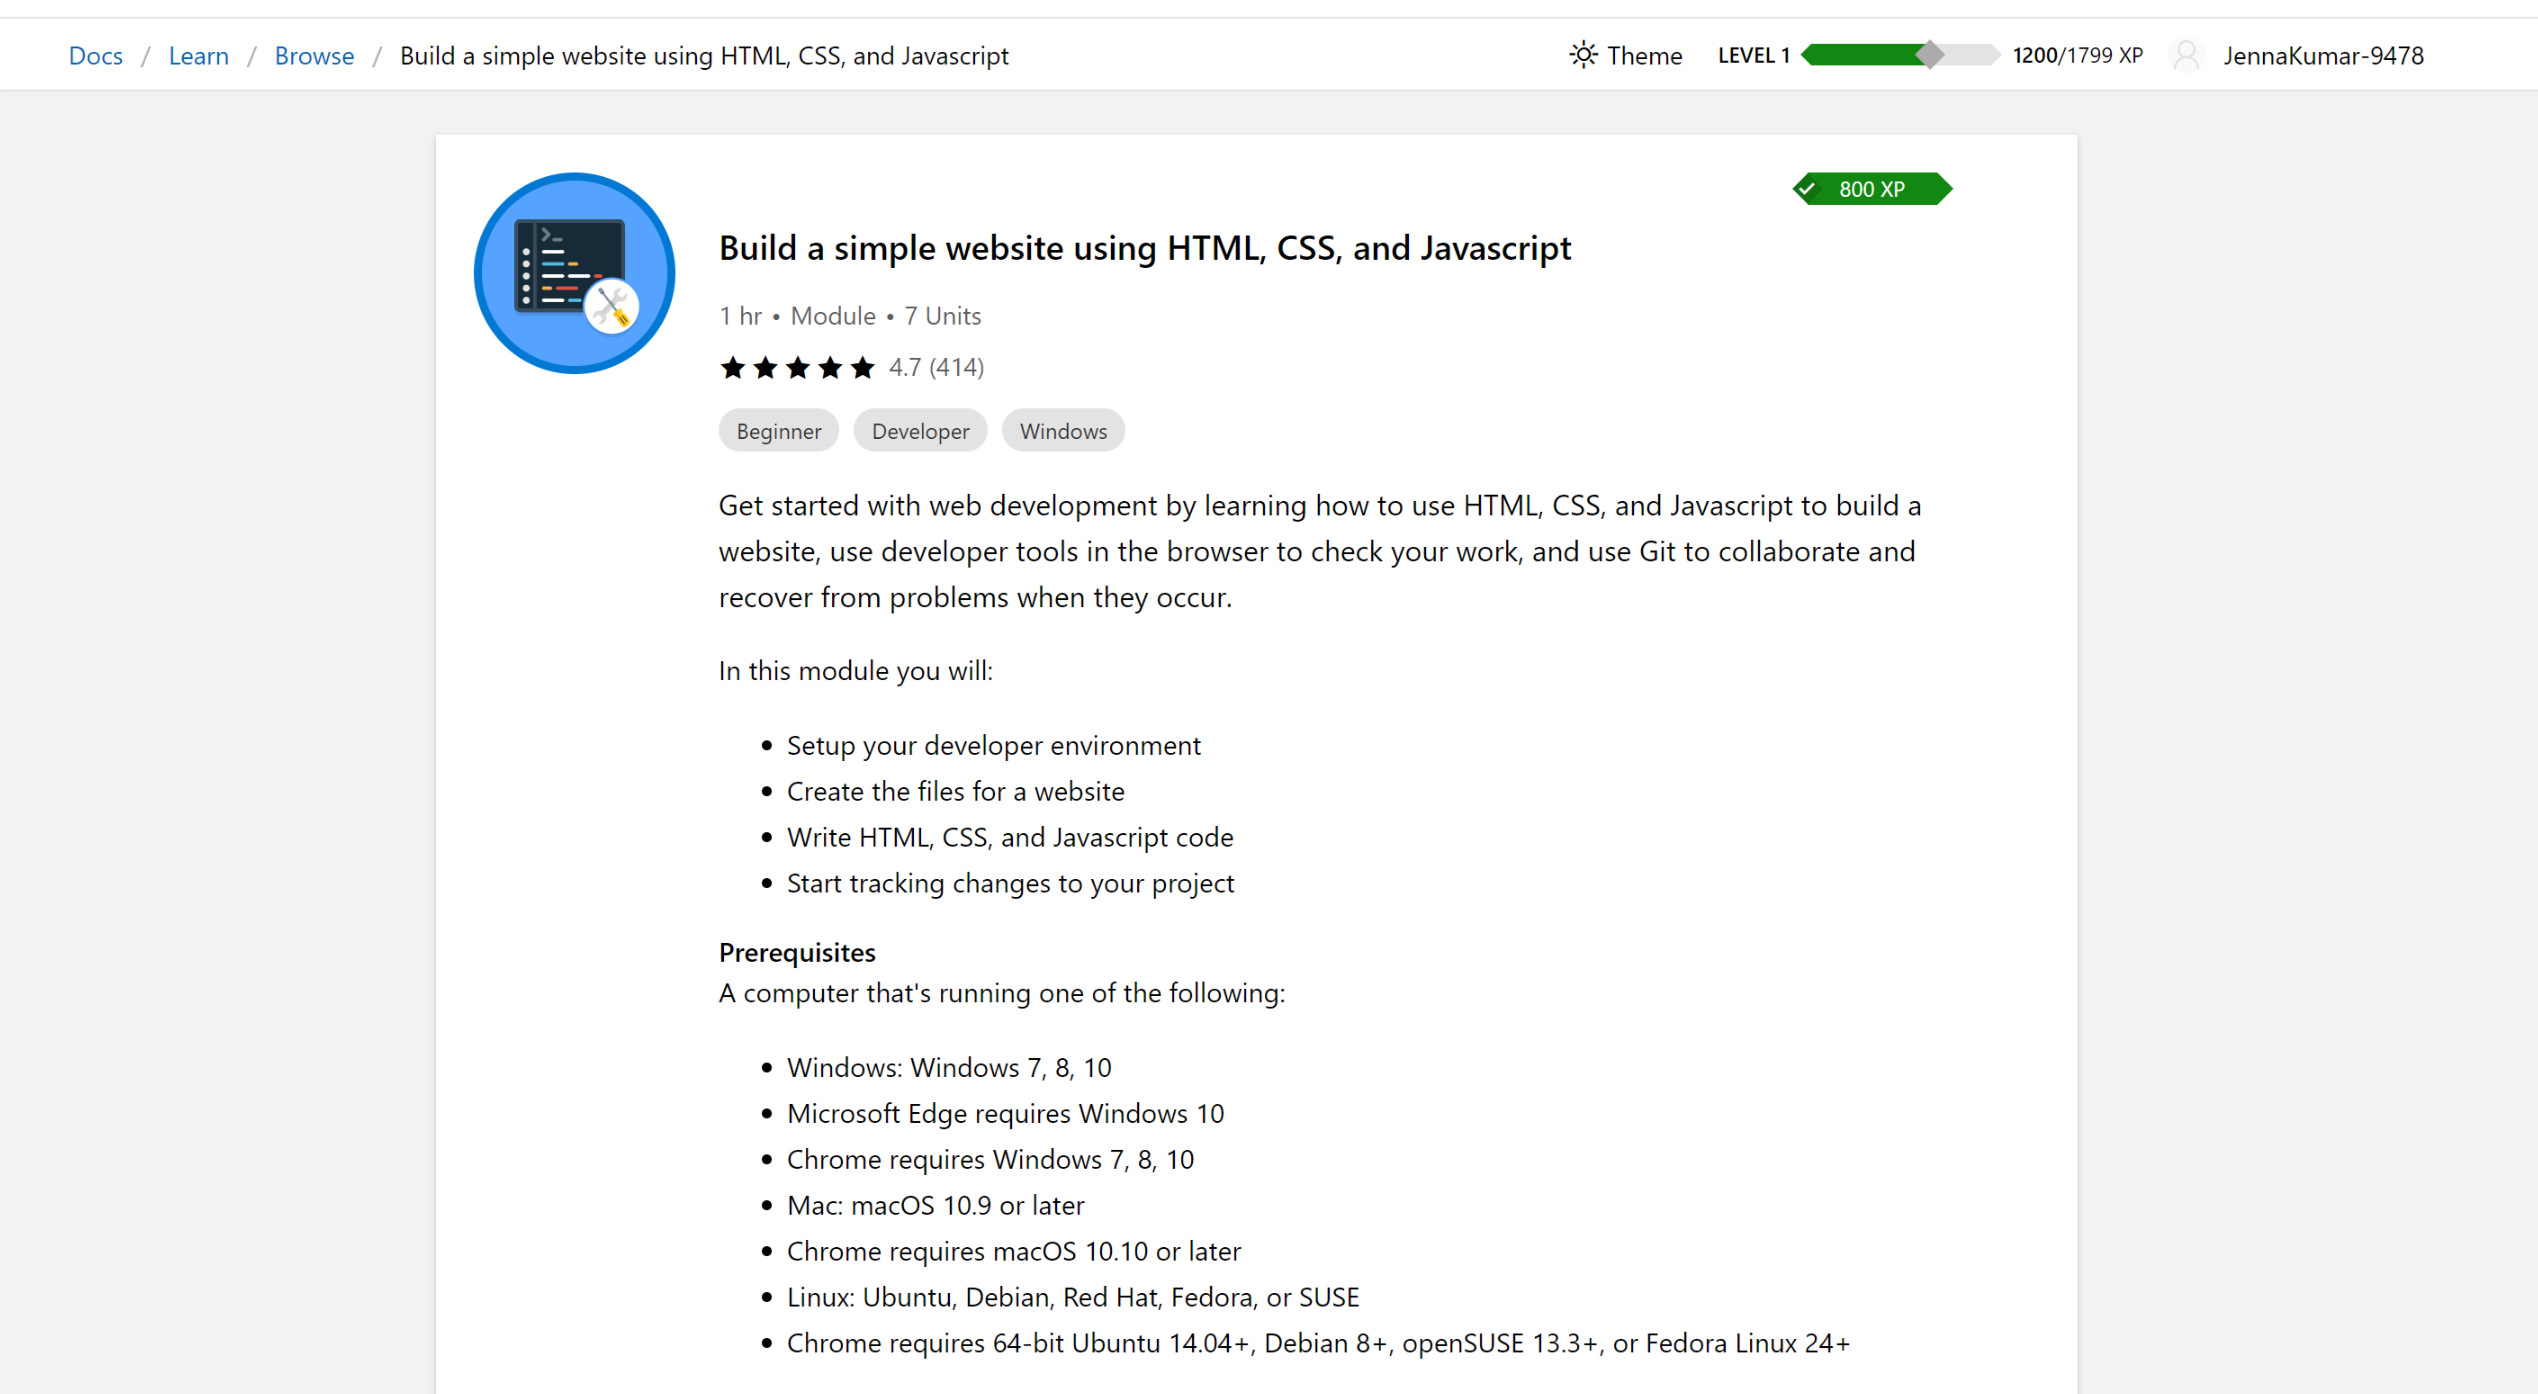 Docs / Learn / Browse / Build a simple website using HTML, CSS, and Javascript
Theme LEVEL 1 1200/1799 XP JennaKumar-9478
800 XP
Build a simple website using HTML, CSS, and Javascript
1 hr • Module • 7 Units
4.7 (414)
Beginner Developer Windows
Get started with web development by learning how to use HTML, CSS, and Javascript to build a
website, use developer tools in the browser to check your work, and use Git to collaborate and
recover from problems when they occur.
In this module you will:
• Setup your developer environment
• Create the files for a website
• Write HTML, CSS, and Javascript code
• Start tracking changes to your project
Prerequisites
A computer that's running one of the following:
• Windows: Windows 7, 8, 10
• Microsoft Edge requires Windows 10
• Chrome requires Windows 7, 8, 10
• Mac: macOS 10.9 or later
• Chrome requires macOS 10.10 or later
• Linux: Ubuntu, Debian, Red Hat, Fedora, or SUSE
• Chrome requires 64-bit Ubuntu 14.04+, Debian 8+, openSUSE 13.3+, or Fedora Linux 24+